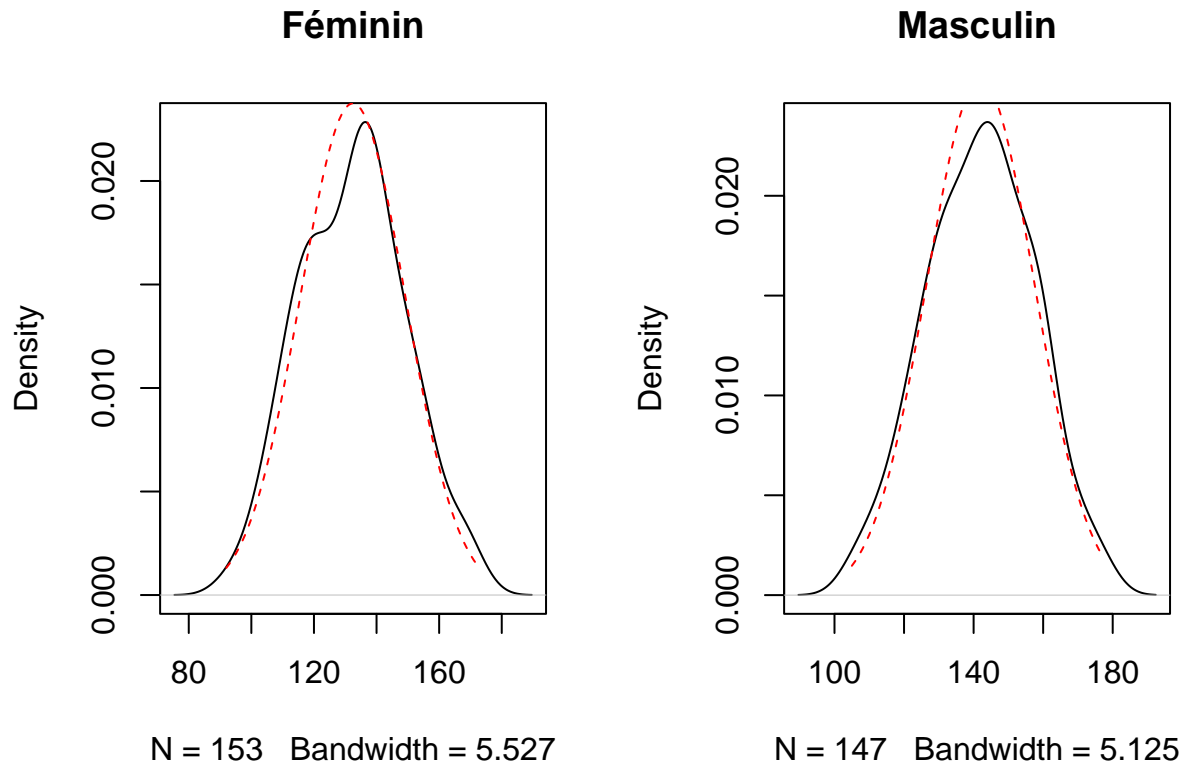 Féminin
Density
0.000
0.010
0.020
80
120
160
N = 153 Bandwidth = 5.527
Masculin
Density
0.000
0.010
0.020
100
140
180
N = 147 Bandwidth = 5.125